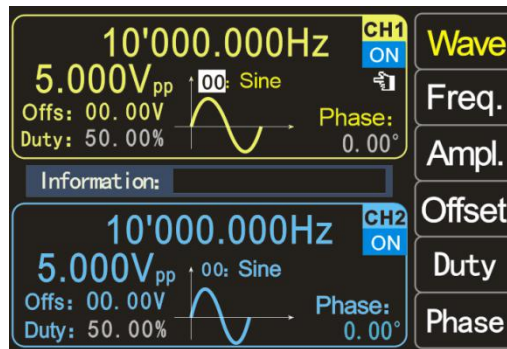 10'000.000Hz CH1
ON
5.000Vpp 00: Sine
Offs: 00.00V Phase:
Duty: 50.00% 0.00°
Information:
10'000.000Hz CH2
ON
5.000Vpp 00: Sine
Offs: 00.00V Phase:
Duty: 50.00% 0.00°
Wave
Freq.
Ampl.
Offset
Duty
Phase